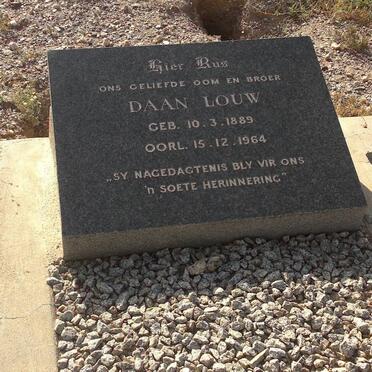 Hier Rus
ONS GELIEFDE OOM EN BROER
DAAN LOUW
GEB. 10.3.1889
OORL. 15.12.1964
„SY NAGEDAGTENIS BLY VIR ONS
'n SOETE HERINNERING"